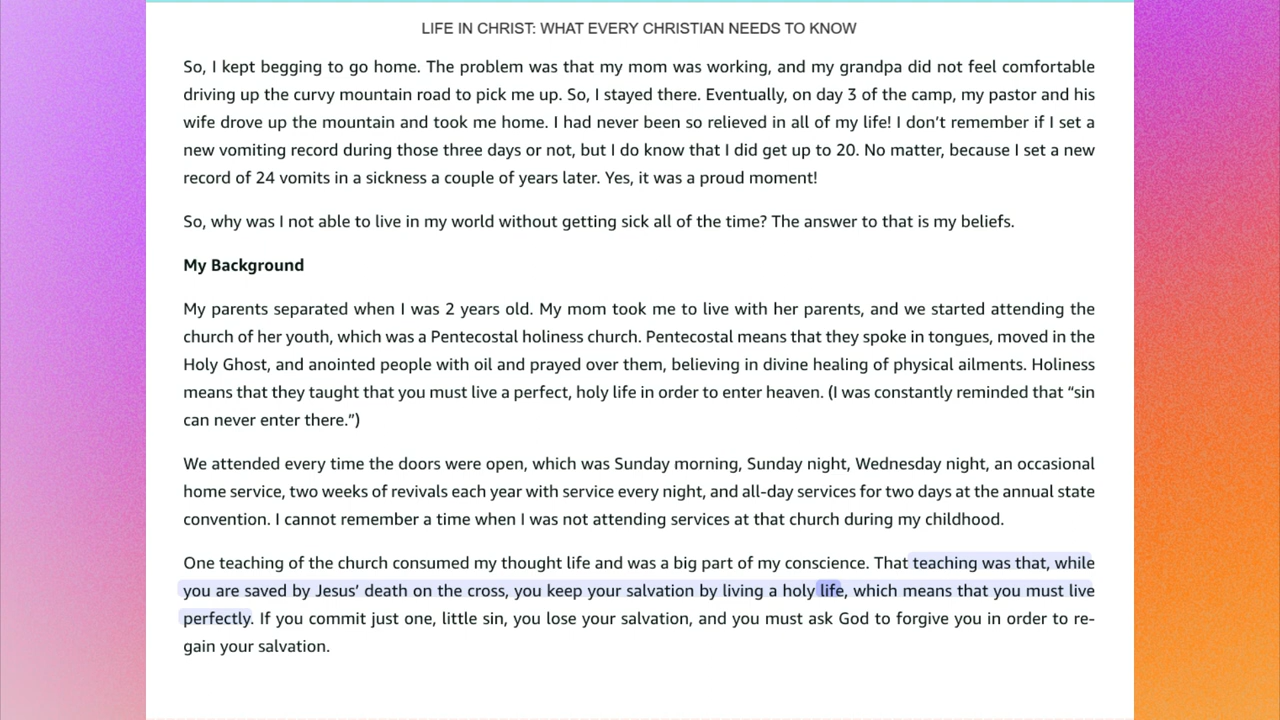 LIFE IN CHRIST: WHAT EVERY CHRISTIAN NEEDS TO KNOW
So, I kept begging to go home. The problem was that my mom was working, and my grandpa did not feel comfortable
driving up the curvy mountain road to pick me up. So, I stayed there. Eventually, on day 3 of the camp, my pastor and his
wife drove up the mountain and took me home. I had never been so relieved in all of my life! I don’t remember if I set a
new vomiting record during those three days or not, but I do know that I did get up to 20. No matter, because I set a new
record of 24 vomits in a sickness a couple of years later. Yes, it was a proud moment!
So, why was I not able to live in my world without getting sick all of the time? The answer to that is my beliefs.
My Background
My parents separated when I was 2 years old. My mom took me to live with her parents, and we started attending the
church of her youth, which was a Pentecostal holiness church. Pentecostal means that they spoke in tongues, moved in the
Holy Ghost, and anointed people with oil and prayed over them, believing in divine healing of physical ailments. Holiness
means that they taught that you must live a perfect, holy life in order to enter heaven. (I was constantly reminded that “sin
can never enter there.”)
We attended every time the doors were open, which was Sunday morning, Sunday night, Wednesday night, an occasional
home service, two weeks of revivals each year with service every night, and all-day services for two days at the annual state
convention. I cannot remember a time when I was not attending services at that church during my childhood.
One teaching of the church consumed my thought life and was a big part of my conscience. That teaching was that, while
you are saved by Jesus’ death on the cross, you keep your salvation by living a holy life, which means that you must live
perfectly. If you commit just one, little sin, you lose your salvation, and you must ask God to forgive you in order to re-
gain your salvation.